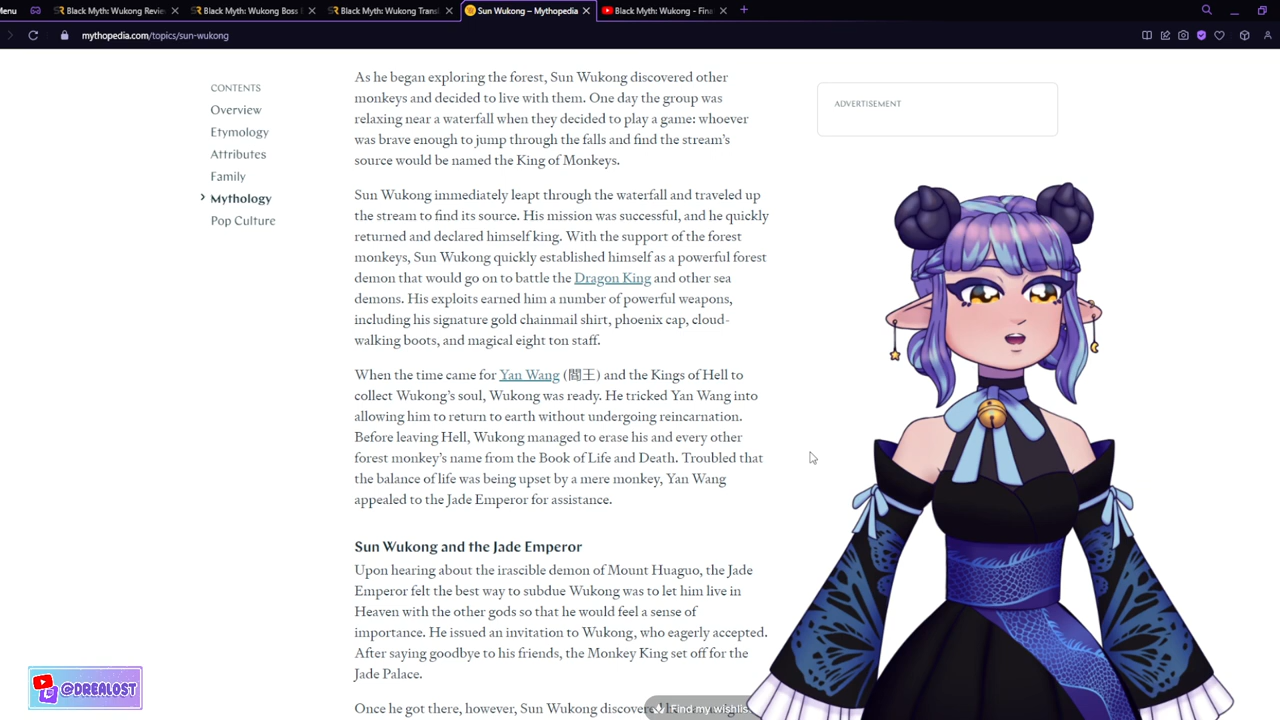 Menu
Black Myth: Wukong Revie
Black Myth: Wukong Boss
Black Myth: Wukong Trans
Sun Wukong – Mythopedia
Black Myth: Wukong - Fina
mythopedia.com/topics/sun-wukong
CONTENTS
Overview
Etymology
Attributes
Family
Mythology
Pop Culture
As he began exploring the forest, Sun Wukong discovered other
monkeys and decided to live with them. One day the group was
relaxing near a waterfall when they decided to play a game: whoever
was brave enough to jump through the falls and find the stream's
source would be named the King of Monkeys.
Sun Wukong immediately leapt through the waterfall and traveled up
the stream to find its source. His mission was successful, and he quickly
returned and declared himself king. With the support of the forest
monkeys, Sun Wukong quickly established himself as a powerful forest
demon that would go on to battle the Dragon King and other sea
demons. His exploits earned him a number of powerful weapons,
including his signature gold chainmail shirt, phoenix cap, cloud-
walking boots, and magical eight ton staff.
When the time came for Yan Wang (閻王) and the Kings of Hell to
collect Wukong's soul, Wukong was ready. He tricked Yan Wang into
allowing him to return to earth without undergoing reincarnation.
Before leaving Hell, Wukong managed to erase his and every other
forest monkey's name from the Book of Life and Death. Troubled that
the balance of life was being upset by a mere monkey, Yan Wang
appealed to the Jade Emperor for assistance.
Sun Wukong and the Jade Emperor
Upon hearing about the irascible demon of Mount Huaguo, the Jade
Emperor felt the best way to subdue Wukong was to let him live in
Heaven with the other gods so that he would feel a sense of
importance. He issued an invitation to Wukong, who eagerly accepted.
After saying goodbye to his friends, the Monkey King set off for the
Jade Palace.
Once he got there, however, Sun Wukong discover
ADVERTISEMENT
Find my wishlis
@DREALOST